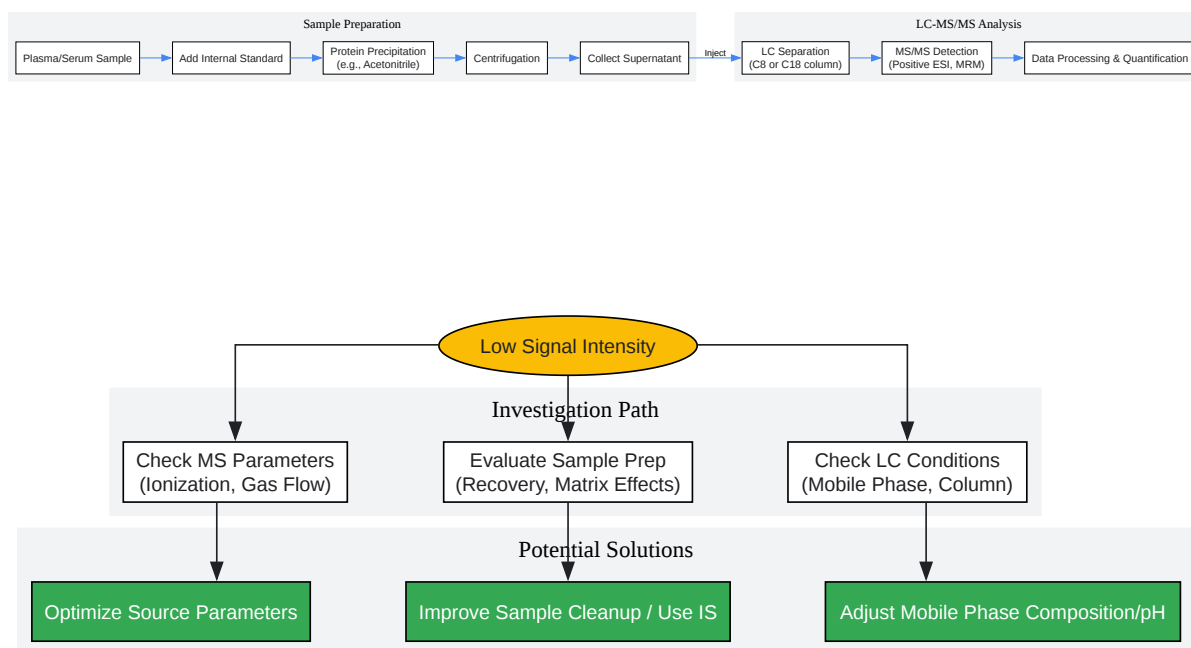 Sample Preparation
LC-MS/MS Analysis
Plasma/Serum Sample
Add Internal Standard
Protein Precipitation
(e.g., Acetonitrile)
Centrifugation
Collect Supernatant
Inject
LC Separation
(C8 or C18 column)
MS/MS Detection
(Positive ESI, MRM)
Data Processing & Quantification
Low Signal Intensity
Investigation Path
Check MS Parameters
(Ionization, Gas Flow)
Evaluate Sample Prep
(Recovery, Matrix Effects)
Check LC Conditions
(Mobile Phase, Column)
Potential Solutions
Optimize Source Parameters
Improve Sample Cleanup / Use IS
Adjust Mobile Phase Composition/pH